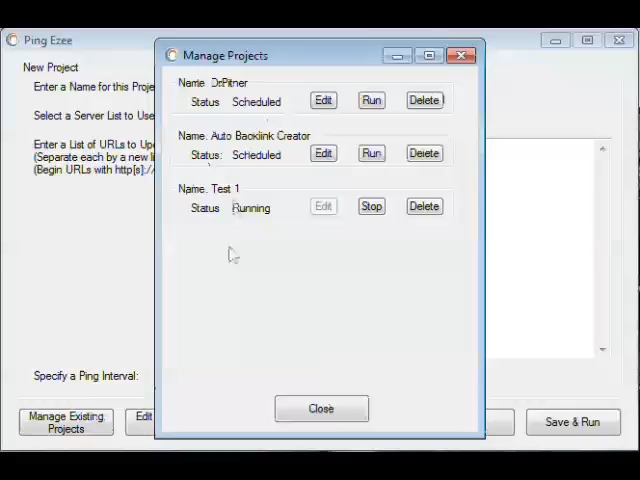 Ping Ezee
New Project
Enter a Name for this Proje
Select a Server List to Use
Enter a List of URLs to Upe
(Separate each by a new li
(Begin URLs with http[s]://
Specify a Ping Interval:
Manage Existing
Projects
Edit
Save & Run
Manage Projects
Name. DrPitner
Status Scheduled
Edit Run Delete
Name. Auto Backlink Creator
Status: Scheduled
Edit Run Delete
Name. Test 1
Status Running
Edit Stop Delete
Close